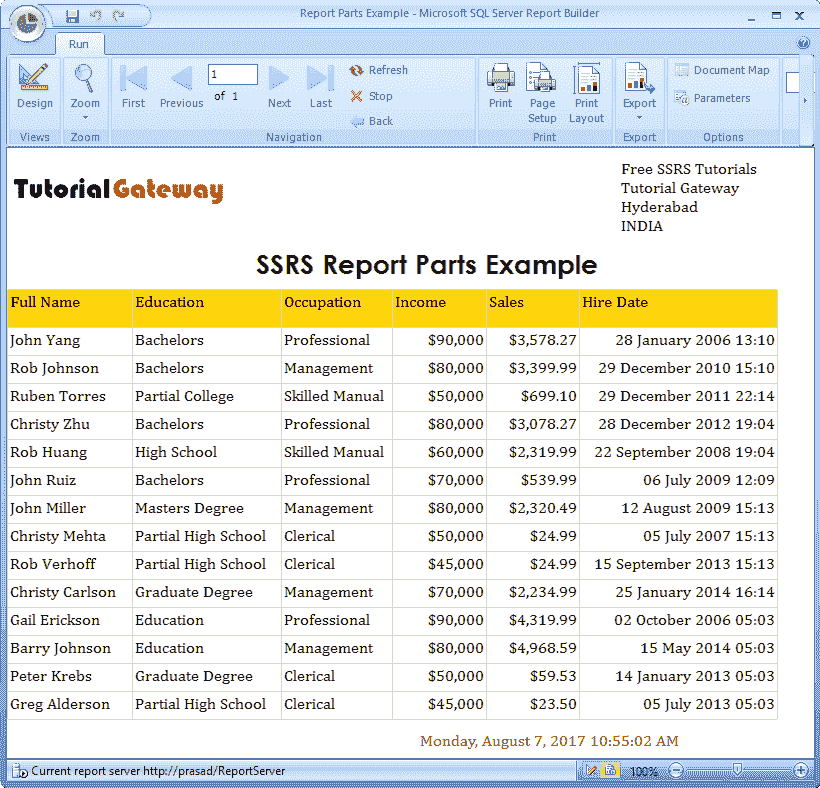 Report Parts Example - Microsoft SQL Server Report Builder
Run
Design
Zoom
First
Previous
1
of 1
Next
Last
Refresh
Stop
Back
Print
Page Setup
Print Layout
Export
Document Map
Parameters
Views
Zoom
Navigation
Print
Export
Options
TutorialGateway
Free SSRS Tutorials
Tutorial Gateway
Hyderabad
INDIA
SSRS Report Parts Example
Full Name Education Occupation Income Sales Hire Date
John Yang Bachelors Professional $90,000 $3,578.27 28 January 2006 13:10
Rob Johnson Bachelors Management $80,000 $3,399.99 29 December 2010 15:10
Ruben Torres Partial College Skilled Manual $50,000 $699.10 29 December 2011 22:14
Christy Zhu Bachelors Professional $80,000 $3,078.27 28 December 2012 19:04
Rob Huang High School Skilled Manual $60,000 $2,319.99 22 September 2008 19:04
John Ruiz Bachelors Professional $70,000 $539.99 06 July 2009 12:09
John Miller Masters Degree Management $80,000 $2,320.49 12 August 2009 15:13
Christy Mehta Partial High School Clerical $50,000 $24.99 05 July 2007 15:13
Rob Verhoff Partial High School Clerical $45,000 $24.99 15 September 2013 15:13
Christy Carlson Graduate Degree Management $70,000 $2,234.99 25 January 2014 16:14
Gail Erickson Education Professional $90,000 $4,319.99 02 October 2006 05:03
Barry Johnson Education Management $80,000 $4,968.59 15 May 2014 05:03
Peter Krebs Graduate Degree Clerical $50,000 $59.53 14 January 2013 05:03
Greg Alderson Partial High School Clerical $45,000 $23.50 05 July 2013 05:03
Monday, August 7, 2017 10:55:02 AM
Current report server http://prasad/ReportServer
100%